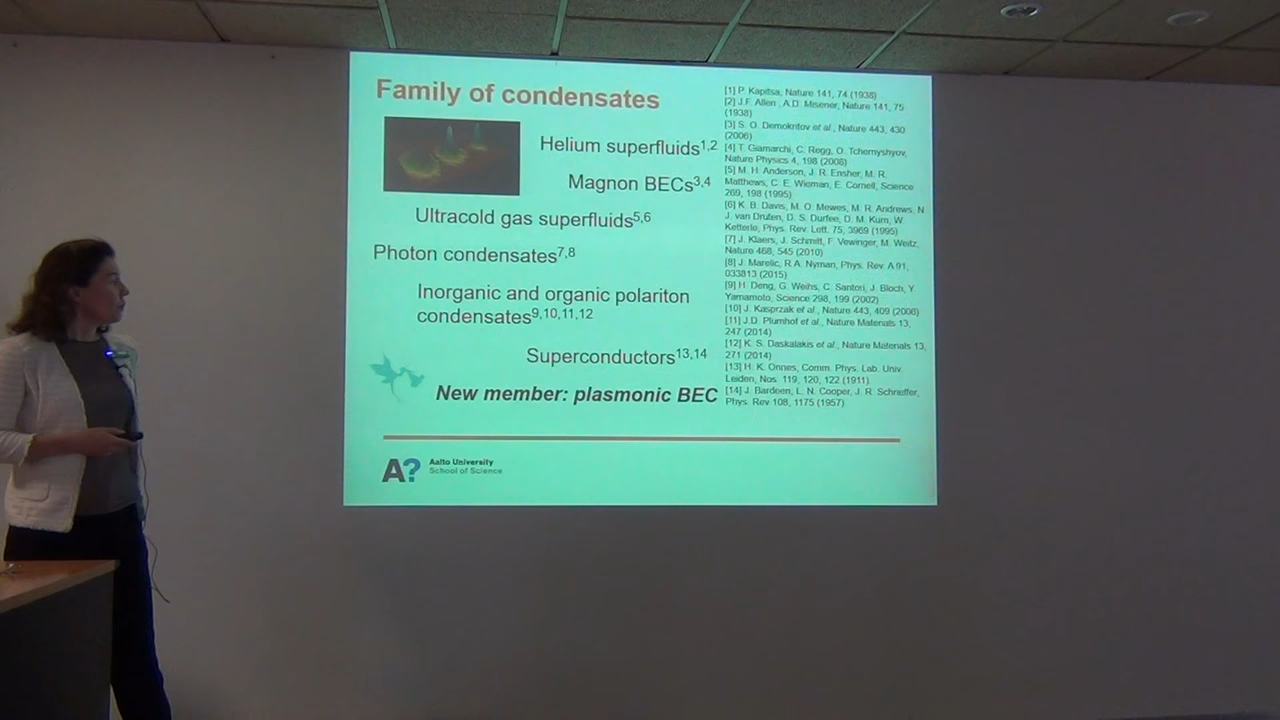 Family of condensates
Helium superfluids1,2
Magnon BECs3,4
Ultracold gas superfluids5,6
Photon condensates7,8
Inorganic and organic polariton
condensates9,10,11,12
Superconductors13,14
New member: plasmonic BEC
[1] P. Kapitsa, Nature 141, 74 (1938)
[2] J.F. Allen , A.D. Misener, Nature 141, 75
(1938)
[3] S. O. Demokritov et al., Nature 443, 430
(2006)
[4] T. Giamarchi, C. Regg, O. Tchernyshyov,
Nature Physics 4, 198 (2008)
[5] M. H. Anderson, J. R. Ensher, M. R.
Matthews, C. E. Wieman, E. Cornell, Science
269, 198 (1995)
[6] K. B. Davis, M. O. Mewes, M. R. Andrews, N.
J. van Druten, D. S. Durfee, D. M. Kurn, W.
Ketterle, Phys. Rev. Lett. 75, 3969 (1995)
[7] J. Klaers, J. Schmitt, F. Vewinger, M. Weitz,
Nature 468, 545 (2010)
[8] J. Marelic, R.A. Nyman, Phys. Rev. A 91,
033813 (2015)
[9] H. Deng, G. Weihs, C. Santori, J. Bloch, Y.
Yamamoto, Science 298, 199 (2002)
[10] J. Kasprzak et al., Nature 443, 409 (2006)
[11] J.D. Plumhof et al., Nature Materials 13,
247 (2014)
[12] K. S. Daskalakis et al., Nature Materials 13,
271 (2014)
[13] H. K. Onnes, Comm. Phys. Lab. Univ.
Leiden, Nos. 119, 120, 122 (1911)
[14] J. Bardeen, L. N. Cooper, J. R. Schrieffer,
Phys. Rev 108, 1175 (1957)
A?
Aalto University
School of Science